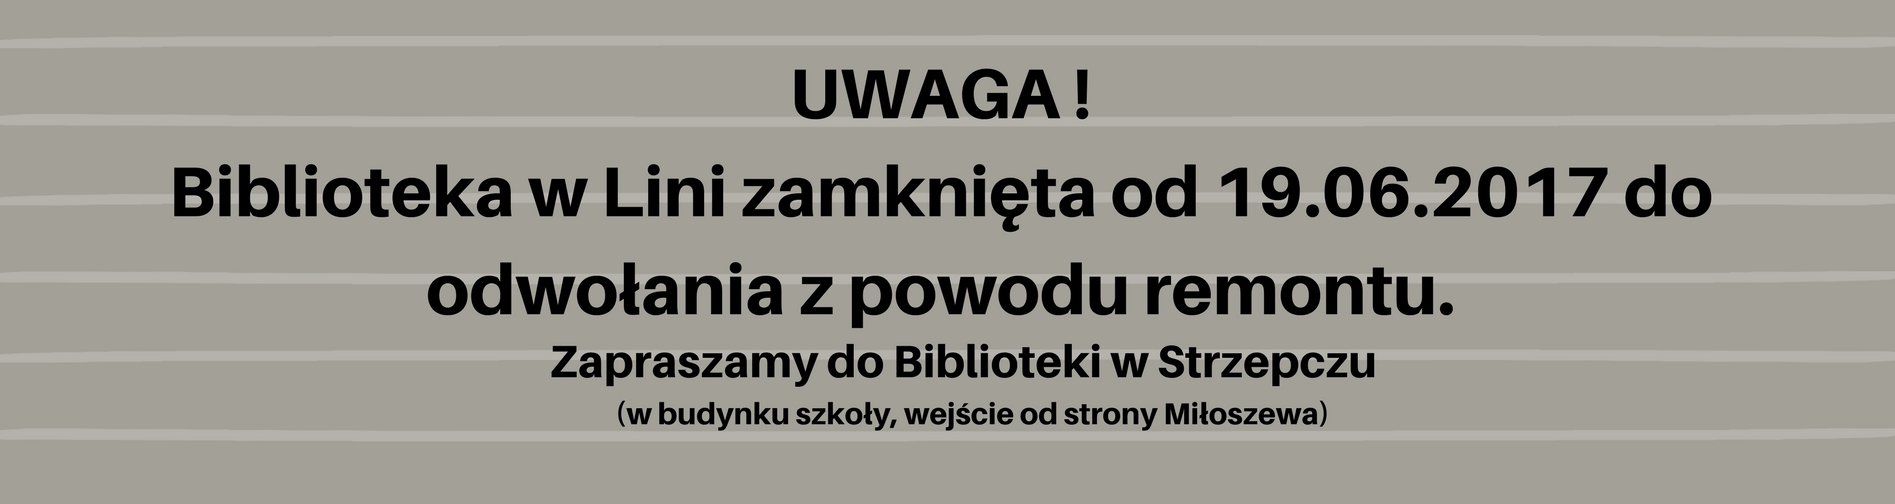 UWAGA !
Biblioteka w Lini zamknięta od 19.06.2017 do
odwołania z powodu remontu.
Zapraszamy do Biblioteki w Strzepczu
(w budynku szkoły, wejście od strony Miłoszewa)